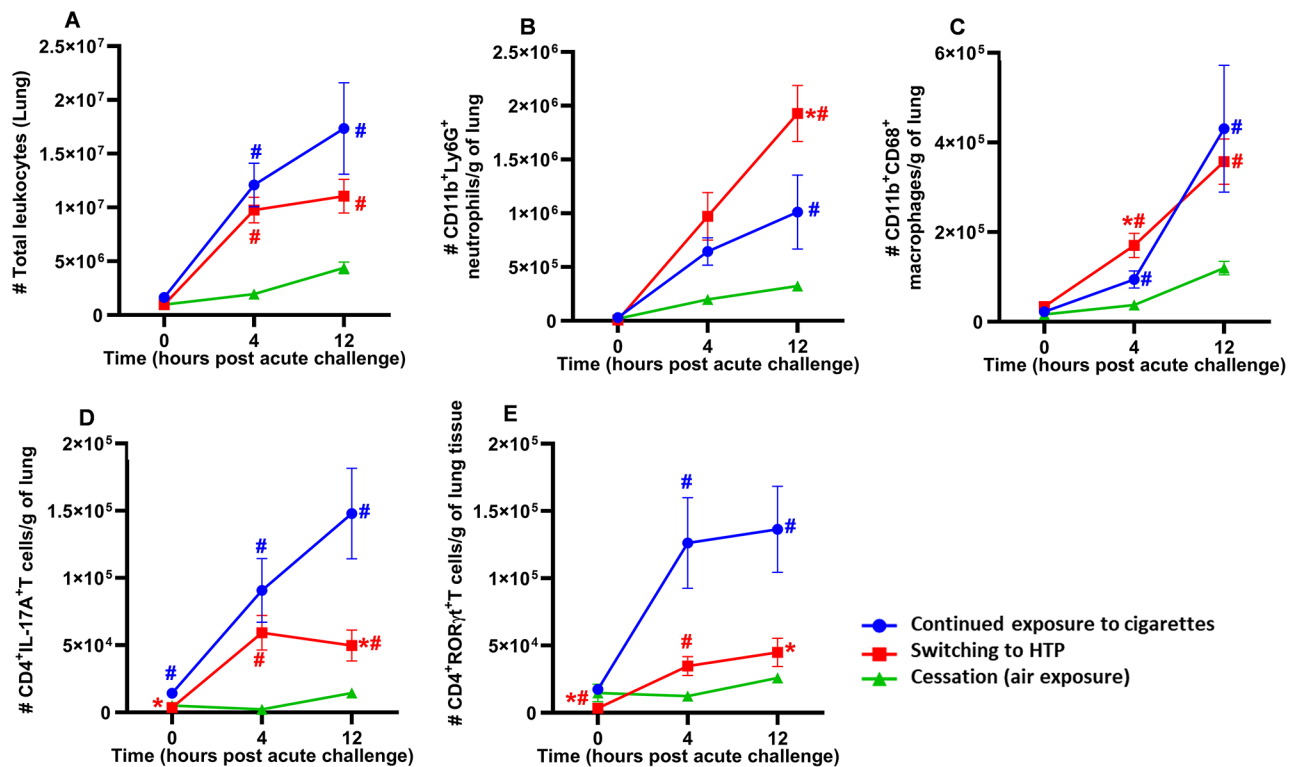 A
# Total leukocytes (Lung)
2.5×10⁷
2×10⁷
1.5×10⁷
1×10⁷
5×10⁶
0
#
#
#
#
0 4 12
Time (hours post acute challenge)
B
# CD11b⁺Ly6G⁺
neutrophils/g of lung
2.5×10⁶
2×10⁶
1.5×10⁶
1×10⁶
5×10⁵
0
*#
#
0 4 12
Time (hours post acute challenge)
C
# CD11b⁺CD68⁺
macrophages/g of lung
6×10⁵
4×10⁵
2×10⁵
0
*#
#
#
#
0 4 12
Time (hours post acute challenge)
D
# CD4⁺IL-17A⁺T cells/g of lung
2×10⁵
1.5×10⁵
1×10⁵
5×10⁴
0
#
*
#
#
#
*#
0 4 12
Time (hours post acute challenge)
E
# CD4⁺RORγt⁺T cells/g of lung tissue
2×10⁵
1.5×10⁵
1×10⁵
5×10⁴
0
*#
#
#
#
*
0 4 12
Time (hours post acute challenge)
Continued exposure to cigarettes
Switching to HTP
Cessation (air exposure)